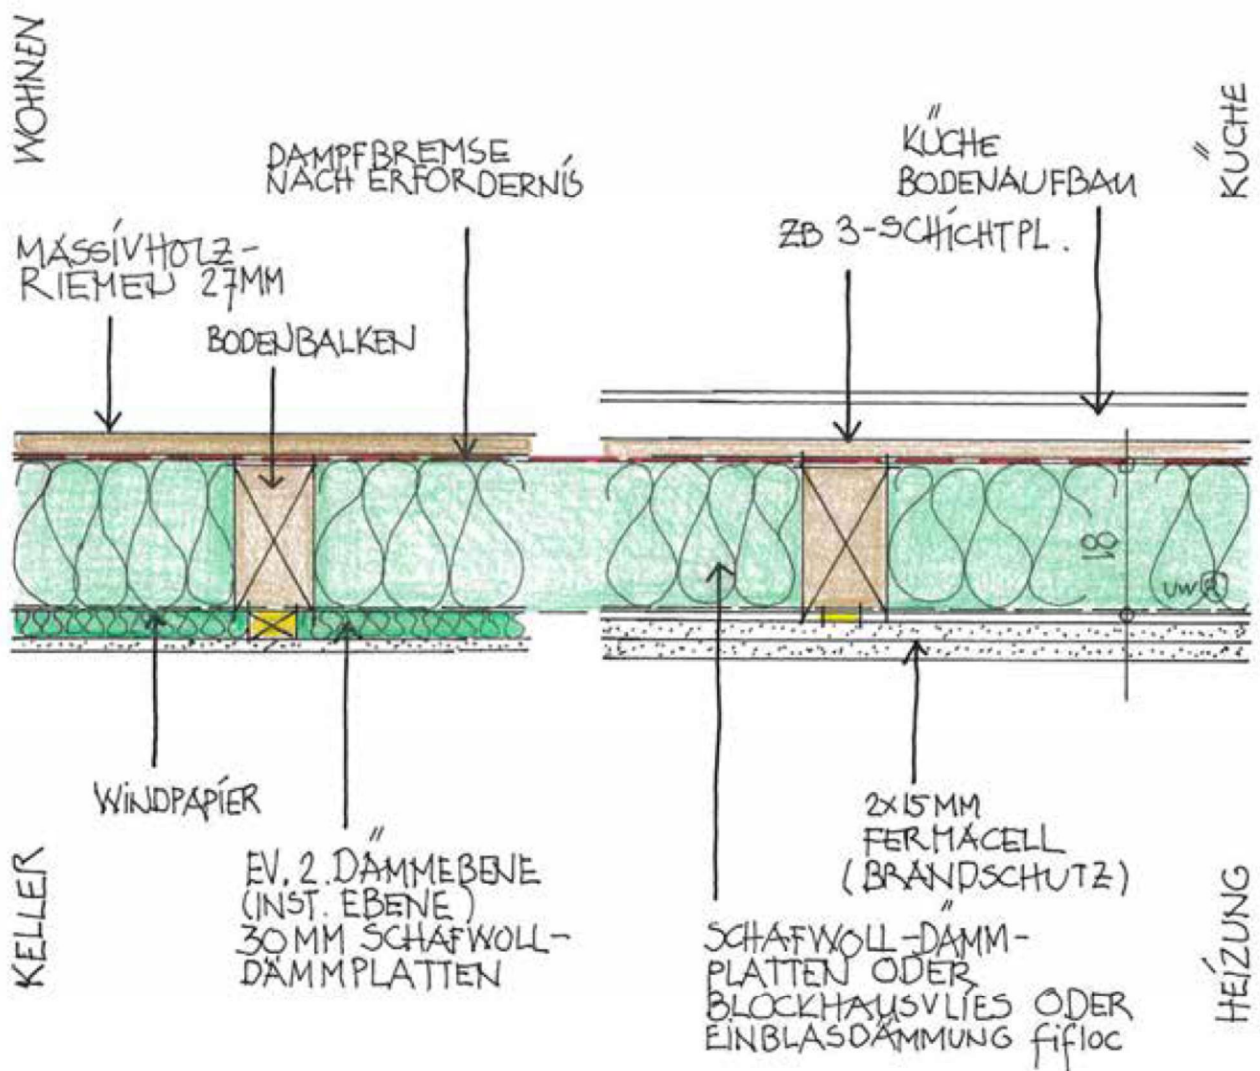 WOHNEN
DAMPFBREMSE
NACH ERFORDERNIS
KÜCHE
BODENAUFBAU
KÜCHE
ZB 3-SCHICHTPL.
MASSIVHOLZ-
RIEMEN 27MM
BODENBALKEN
18
UW R
WINDPAPIER
2x15MM
FERMACELL
(BRANDSCHUTZ)
KELLER
EV. 2. DÄMMEBENE
(INST. EBENE)
30MM SCHAFWOLL-
DÄMMPLATTEN
SCHAFWOLL-DÄMM-
PLATTEN ODER
BLOCKHAUSVLIES ODER
EINBLASDÄMMUNG fifloc
HEIZUNG